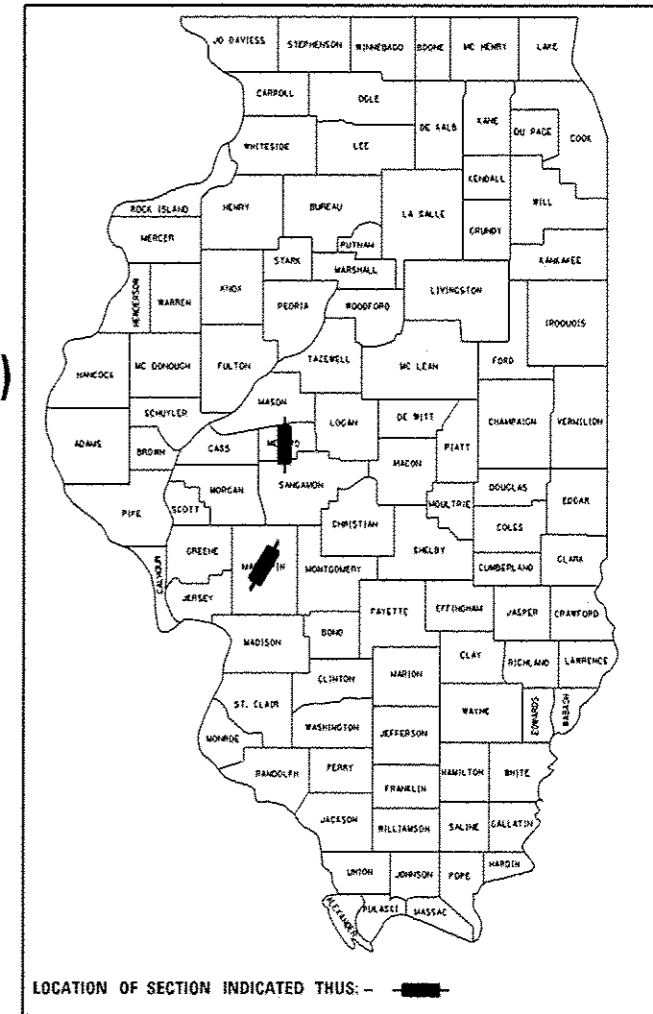 JO DAVIESS STEPHENSON WINNEBAGO BOONE MC HENRY LAKE
CARROLL OGLE DE KALB KANE DU PAGE COOK
WHITESIDE LEE KENDALL WILL
ROCK ISLAND HENRY BUREAU LA SALLE GRUNDY
MERCER PUTNAM KANKAKEE
STARK MARSHALL
HENDERSON WARREN KNOX PEORIA WOODFORD LIVINGSTON IROQUOIS
HANCOCK MC DONOUGH FULTON TAZEWELL MC LEAN FORD
)
SCHUYLER MASON LOGAN DE WITT CHAMPAIGN VERMILION
ADAMS BROWN CASS PIATT
MACON
MORGAN SANGAMON DOUGLAS
PIKE SCOTT CHRISTIAN MOULTRIE COLES EDGAR
CALHOUN GREENE MONTGOMERY SHELBY CUMBERLAND CLARK
JERSEY FAYETTE EFFINGHAM JASPER CRAWFORD
MADISON BOND CLAY RICHLAND LAWRENCE
CLINTON MARION
ST. CLAIR WAYNE EDWARDS WABASH
MONROE WASHINGTON JEFFERSON
RANDOLPH PERRY HAMILTON WHITE
FRANKLIN
JACKSON WILLIAMSON SALINE GALLATIN
UNION JOHNSON POPE HARDIN
ALEXANDER PULASKI MASSAC
LOCATION OF SECTION INDICATED THUS: -